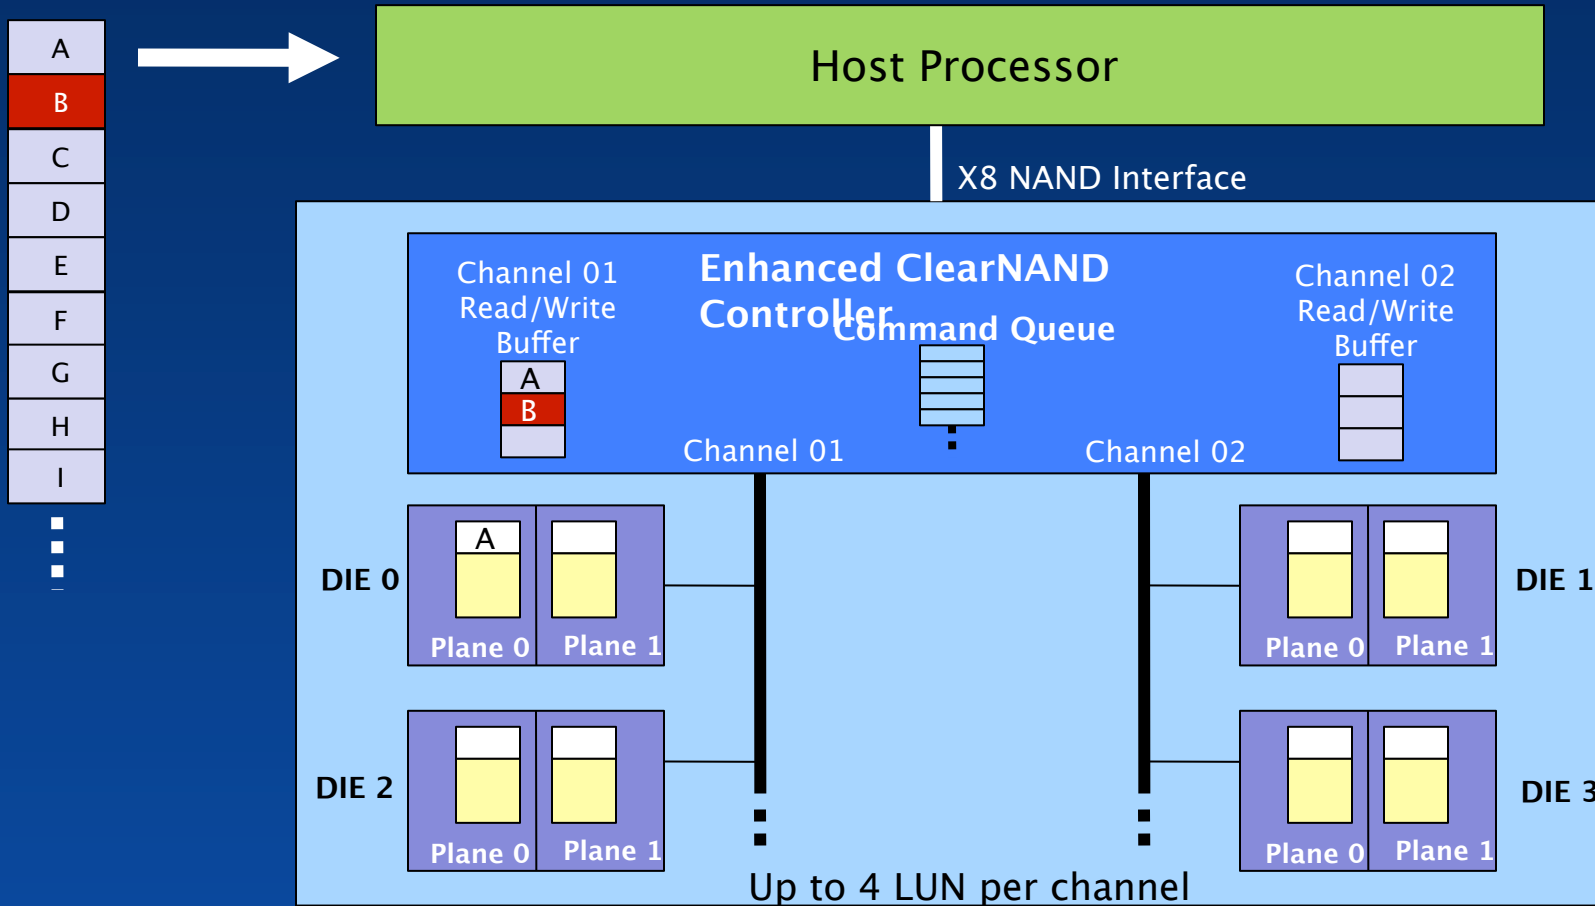 A
B
C
D
E
F
G
H
I
Host Processor
X8 NAND Interface
Channel 01
Read/Write
Buffer
A
B
Enhanced ClearNAND
Controller
Command Queue
Channel 02
Read/Write
Buffer
Channel 01
Channel 02
DIE 0
A
Plane 0
Plane 1
Plane 0
Plane 1
DIE 1
DIE 2
Plane 0
Plane 1
Plane 0
Plane 1
DIE 3
Up to 4 LUN per channel